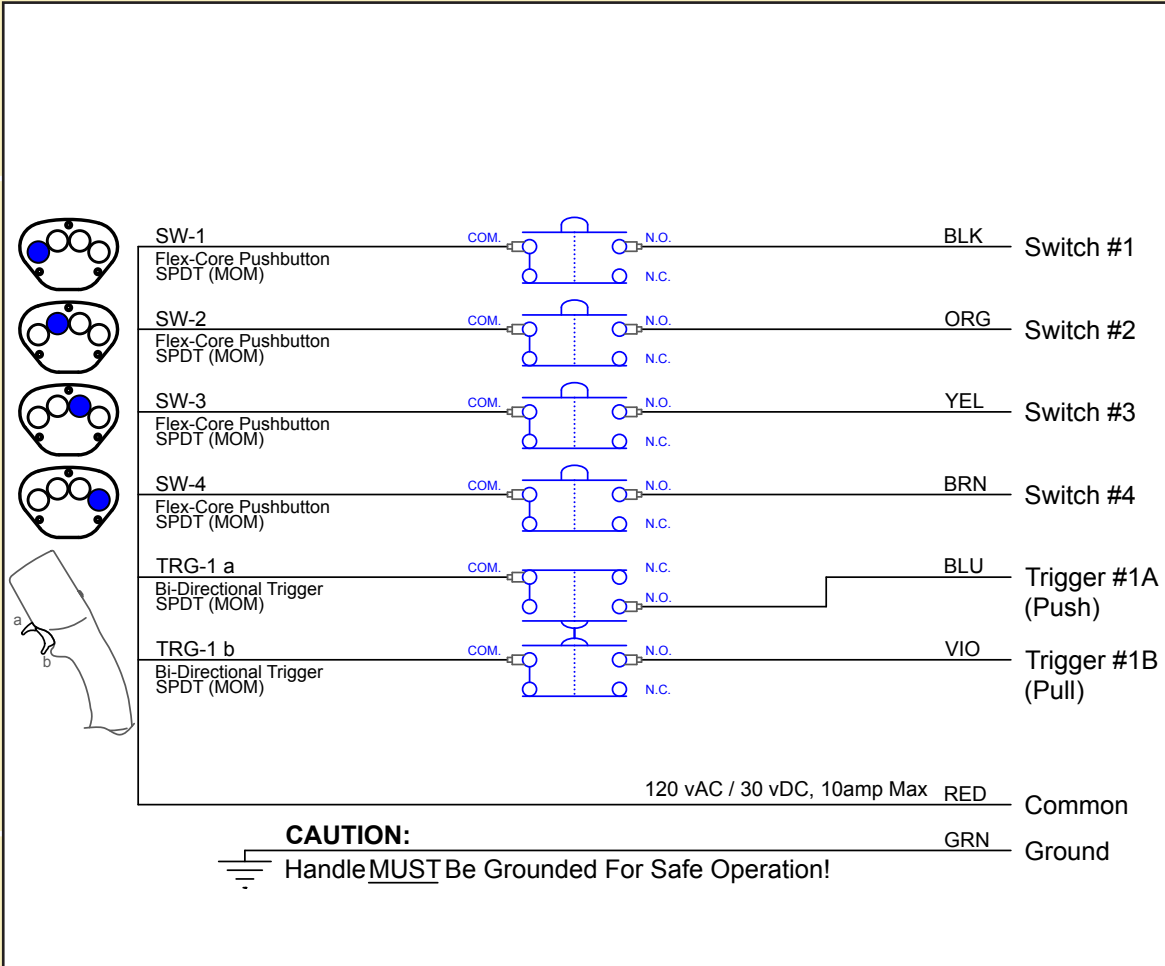 SW-1
Flex-Core Pushbutton
SPDT (MOM)
COM.
N.O.
N.C.
BLK
Switch #1
SW-2
Flex-Core Pushbutton
SPDT (MOM)
COM.
N.O.
N.C.
ORG
Switch #2
SW-3
Flex-Core Pushbutton
SPDT (MOM)
COM.
N.O.
N.C.
YEL
Switch #3
SW-4
Flex-Core Pushbutton
SPDT (MOM)
COM.
N.O.
N.C.
BRN
Switch #4
a
b
TRG-1 a
Bi-Directional Trigger
SPDT (MOM)
COM.
N.C.
N.O.
BLU
Trigger #1A
(Push)
TRG-1 b
Bi-Directional Trigger
SPDT (MOM)
COM.
N.O.
N.C.
VIO
Trigger #1B
(Pull)
120 vAC / 30 vDC, 10amp Max
RED
Common
CAUTION:
Handle MUST Be Grounded For Safe Operation!
GRN
Ground